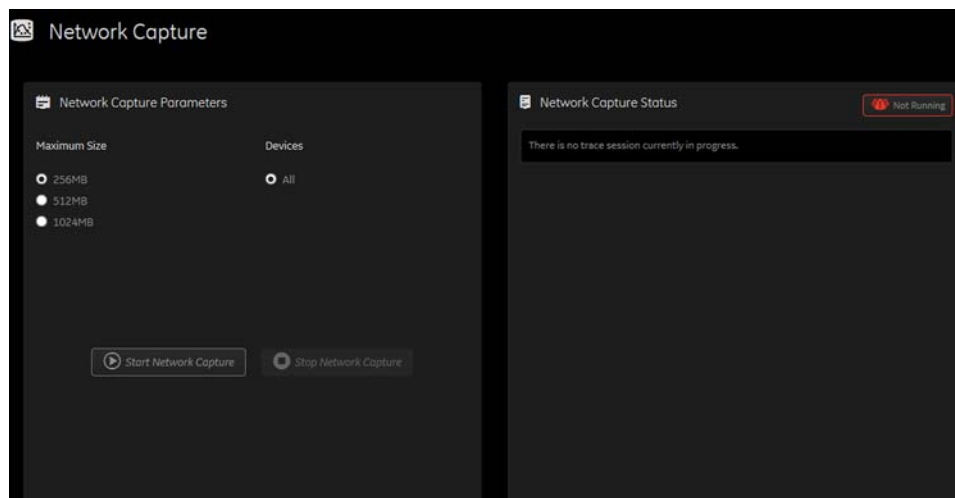 Network Capture
Network Capture Parameters
Maximum Size
Devices
256MB
All
512MB
1024MB
Start Network Capture
Stop Network Capture
Network Capture Status
Not Running
There is no trace session currently in progress.